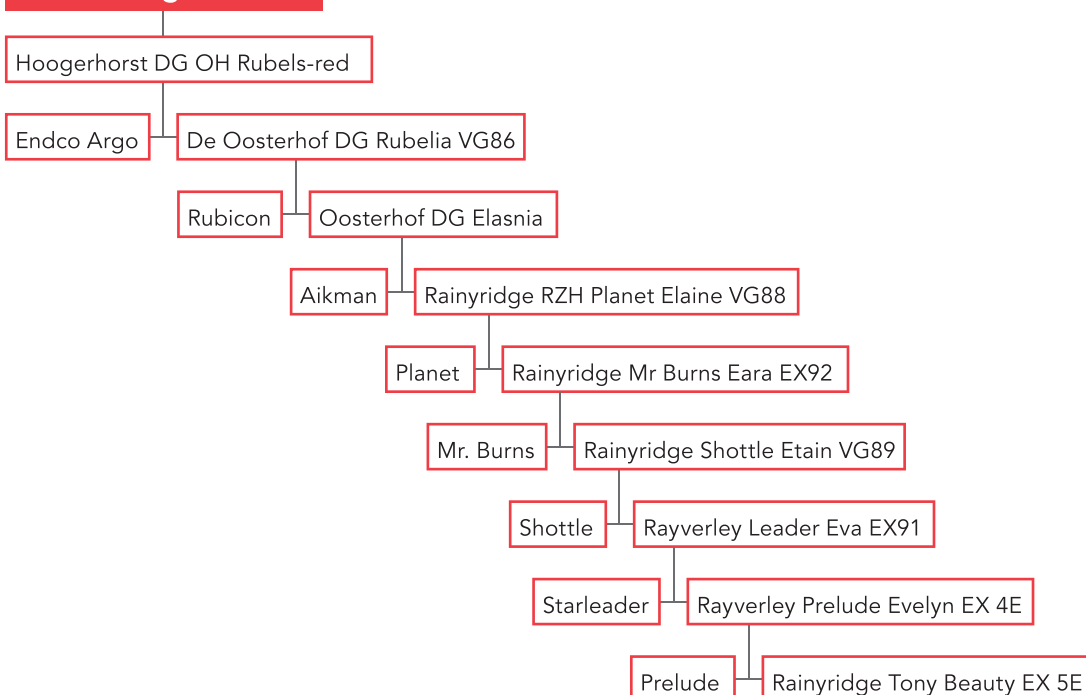 Hoogerhorst DG OH Rubels-red
Endco Argo De Oosterhof DG Rubelia VG86
Rubicon Oosterhof DG Elasnia
Aikman Rainyridge RZH Planet Elaine VG88
Planet Rainyridge Mr Burns Eara EX92
Mr. Burns Rainyridge Shottle Etain VG89
Shottle Rayverley Leader Eva EX91
Starleader Rayverley Prelude Evelyn EX 4E
Prelude Rainyridge Tony Beauty EX 5E